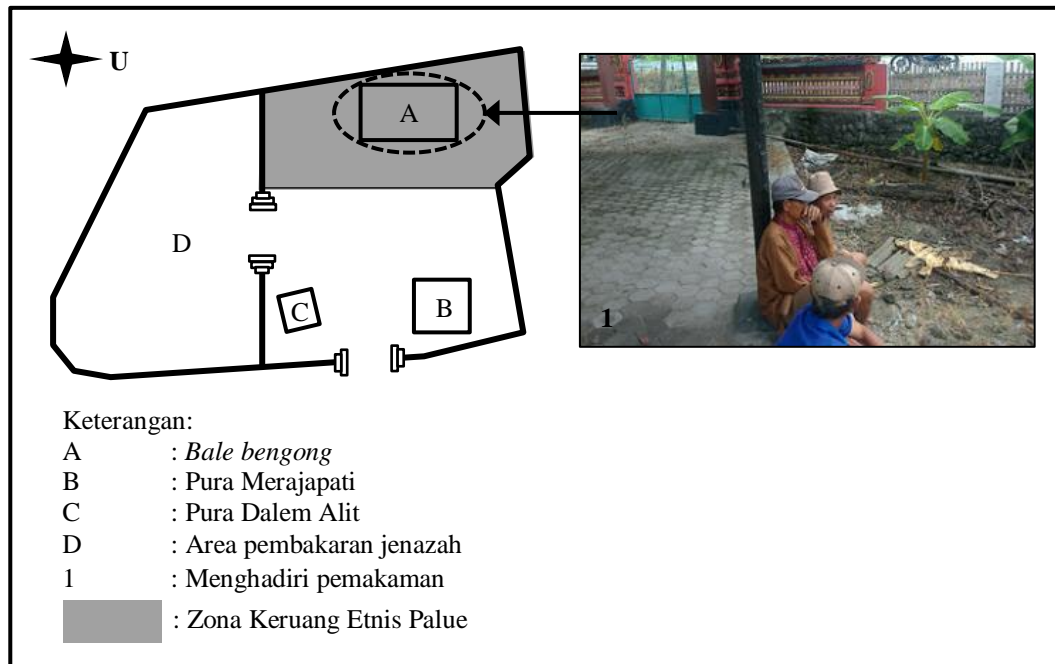 U
A
1
D
C
B
Keterangan:
A : Bale bengong
B : Pura Merajapati
C : Pura Dalem Alit
D : Area pembakaran jenazah
1 : Menghadiri pemakaman
: Zona Keruang Etnis Palue